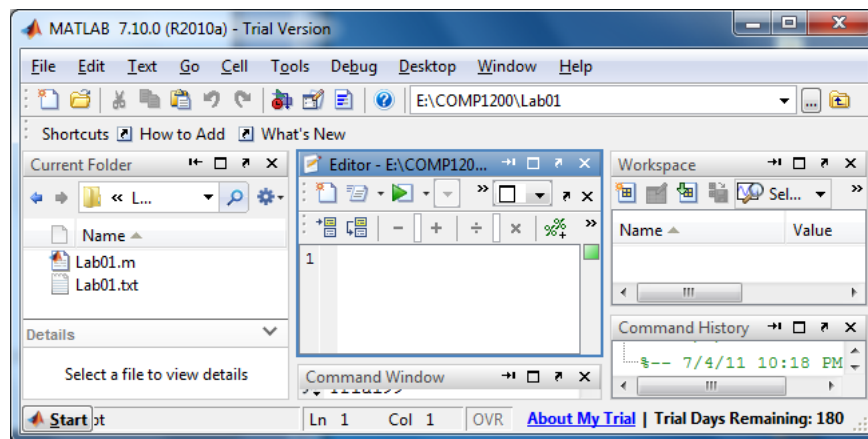 MATLAB 7.10.0 (R2010a) - Trial Version
File Edit Text Go Cell Tools Debug Desktop Window Help
E:\COMP1200\Lab01
Shortcuts How to Add What's New
Current Folder
« L...
Name
Lab01.m
Lab01.txt
Details
Select a file to view details
Editor - E:\COMP120...
1
Command Window
Workspace
Sel...
Name Value
Command History
%-- 7/4/11 10:18 PM
Start
Ln 1 Col 1 OVR About My Trial | Trial Days Remaining: 180